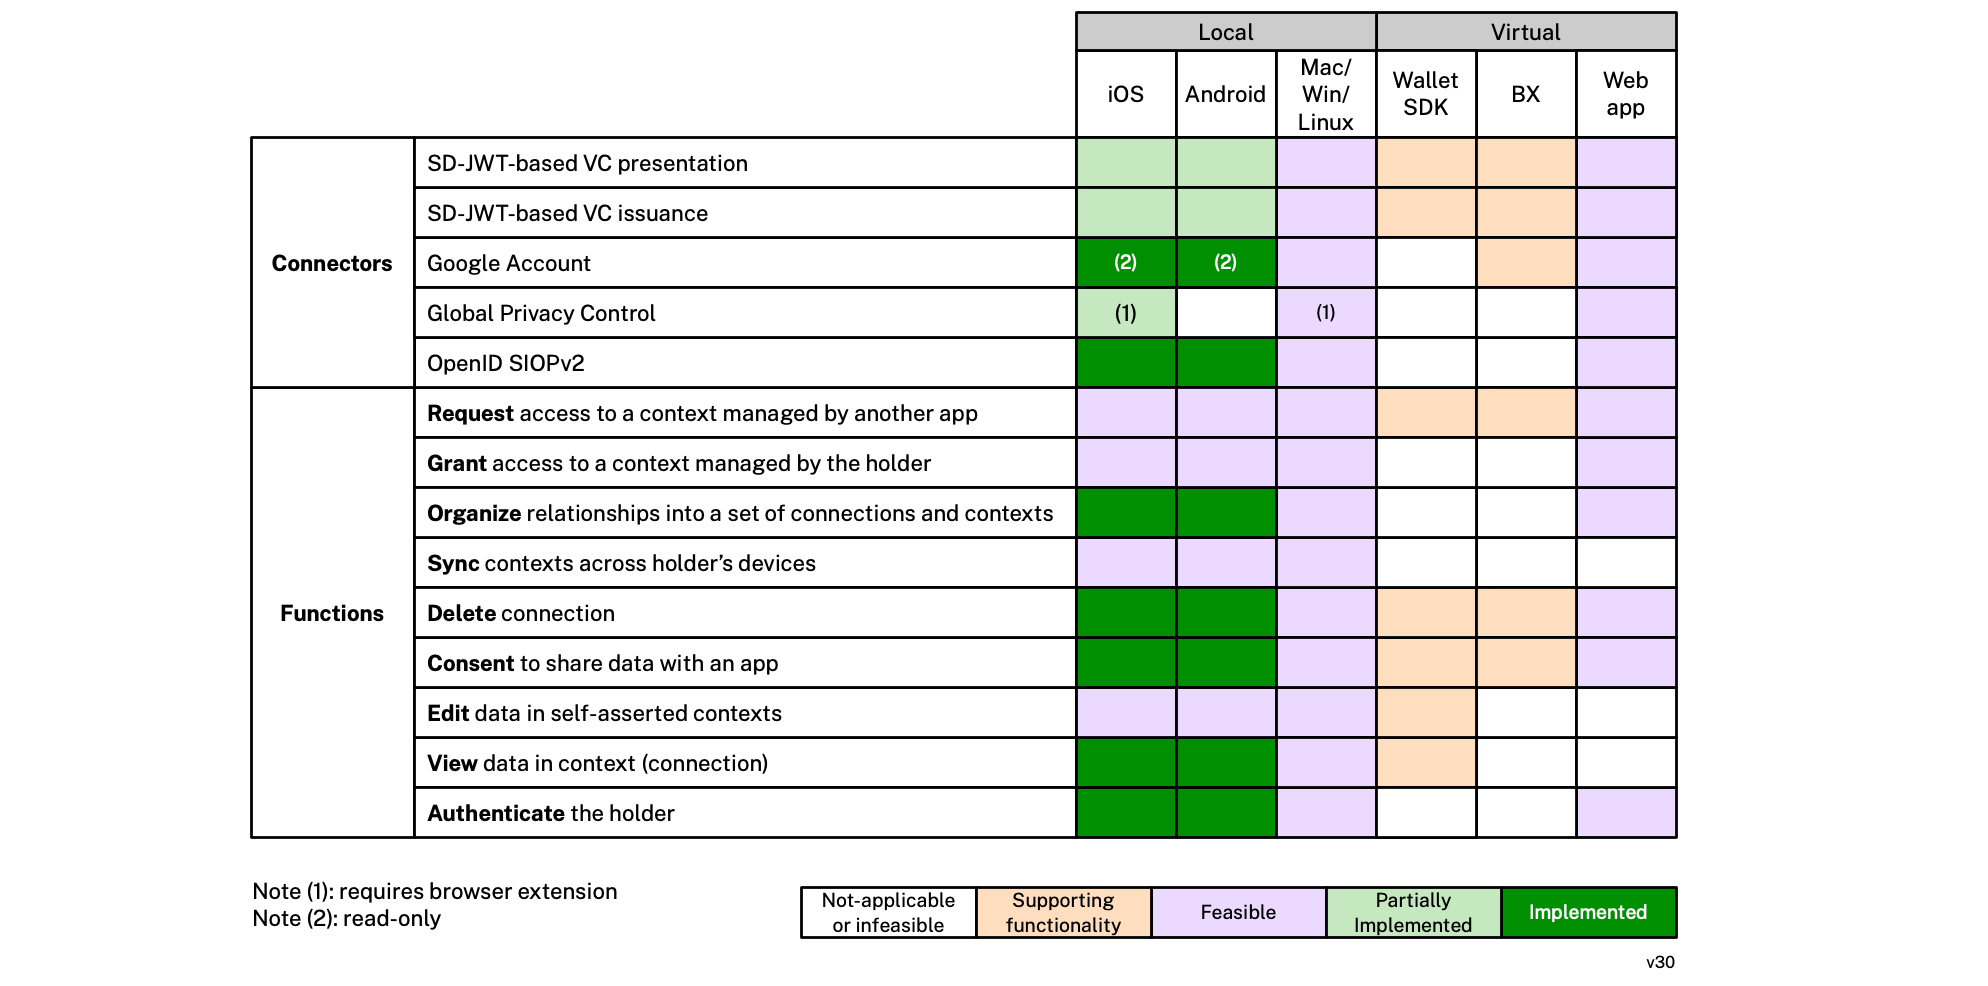 Local
Virtual
iOS
Android
Mac/
Win/
Linux
Wallet
SDK
BX
Web
app
Connectors
SD-JWT-based VC presentation
SD-JWT-based VC issuance
Google Account
(2)
(2)
Global Privacy Control
(1)
(1)
OpenID SIOPv2
Functions
Request access to a context managed by another app
Grant access to a context managed by the holder
Organize relationships into a set of connections and contexts
Sync contexts across holder’s devices
Delete connection
Consent to share data with an app
Edit data in self-asserted contexts
View data in context (connection)
Authenticate the holder
Note (1): requires browser extension
Note (2): read-only
Not-applicable
or infeasible
Supporting
functionality
Feasible
Partially
Implemented
Implemented
v30